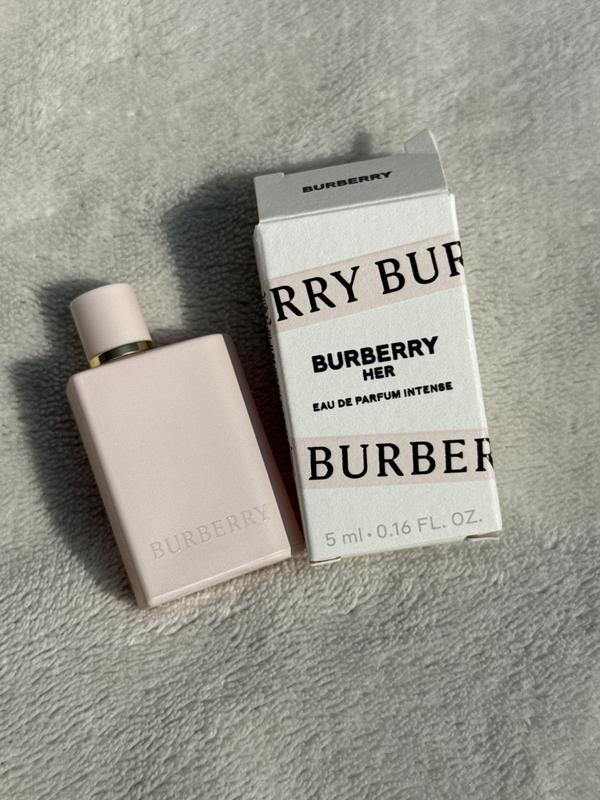 BURBERRY
RRY BUR
BURBERRY
HER
EAU DE PARFUM INTENSE
BURBER
5 ml • 0.16 FL. OZ.
BURBERRY